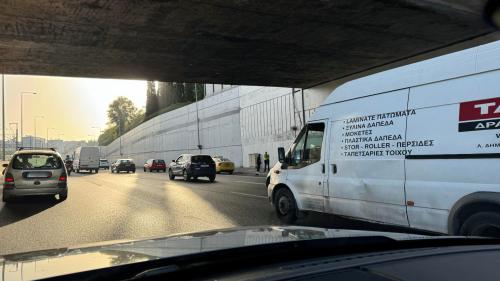 • LAMINATE ΠΑΤΩΜΑΤΑ
• ΞΥΛΙΝΑ ΔΑΠΕΔΑ
• ΜΟΚΕΤΕΣ
• ΠΛΑΣΤΙΚΑ ΔΑΠΕΔΑ
• STOR - ROLLER - ΠΕΡΣΙΔΕΣ
• ΤΑΠΕΤΣΑΡΙΕΣ ΤΟΙΧΟΥ